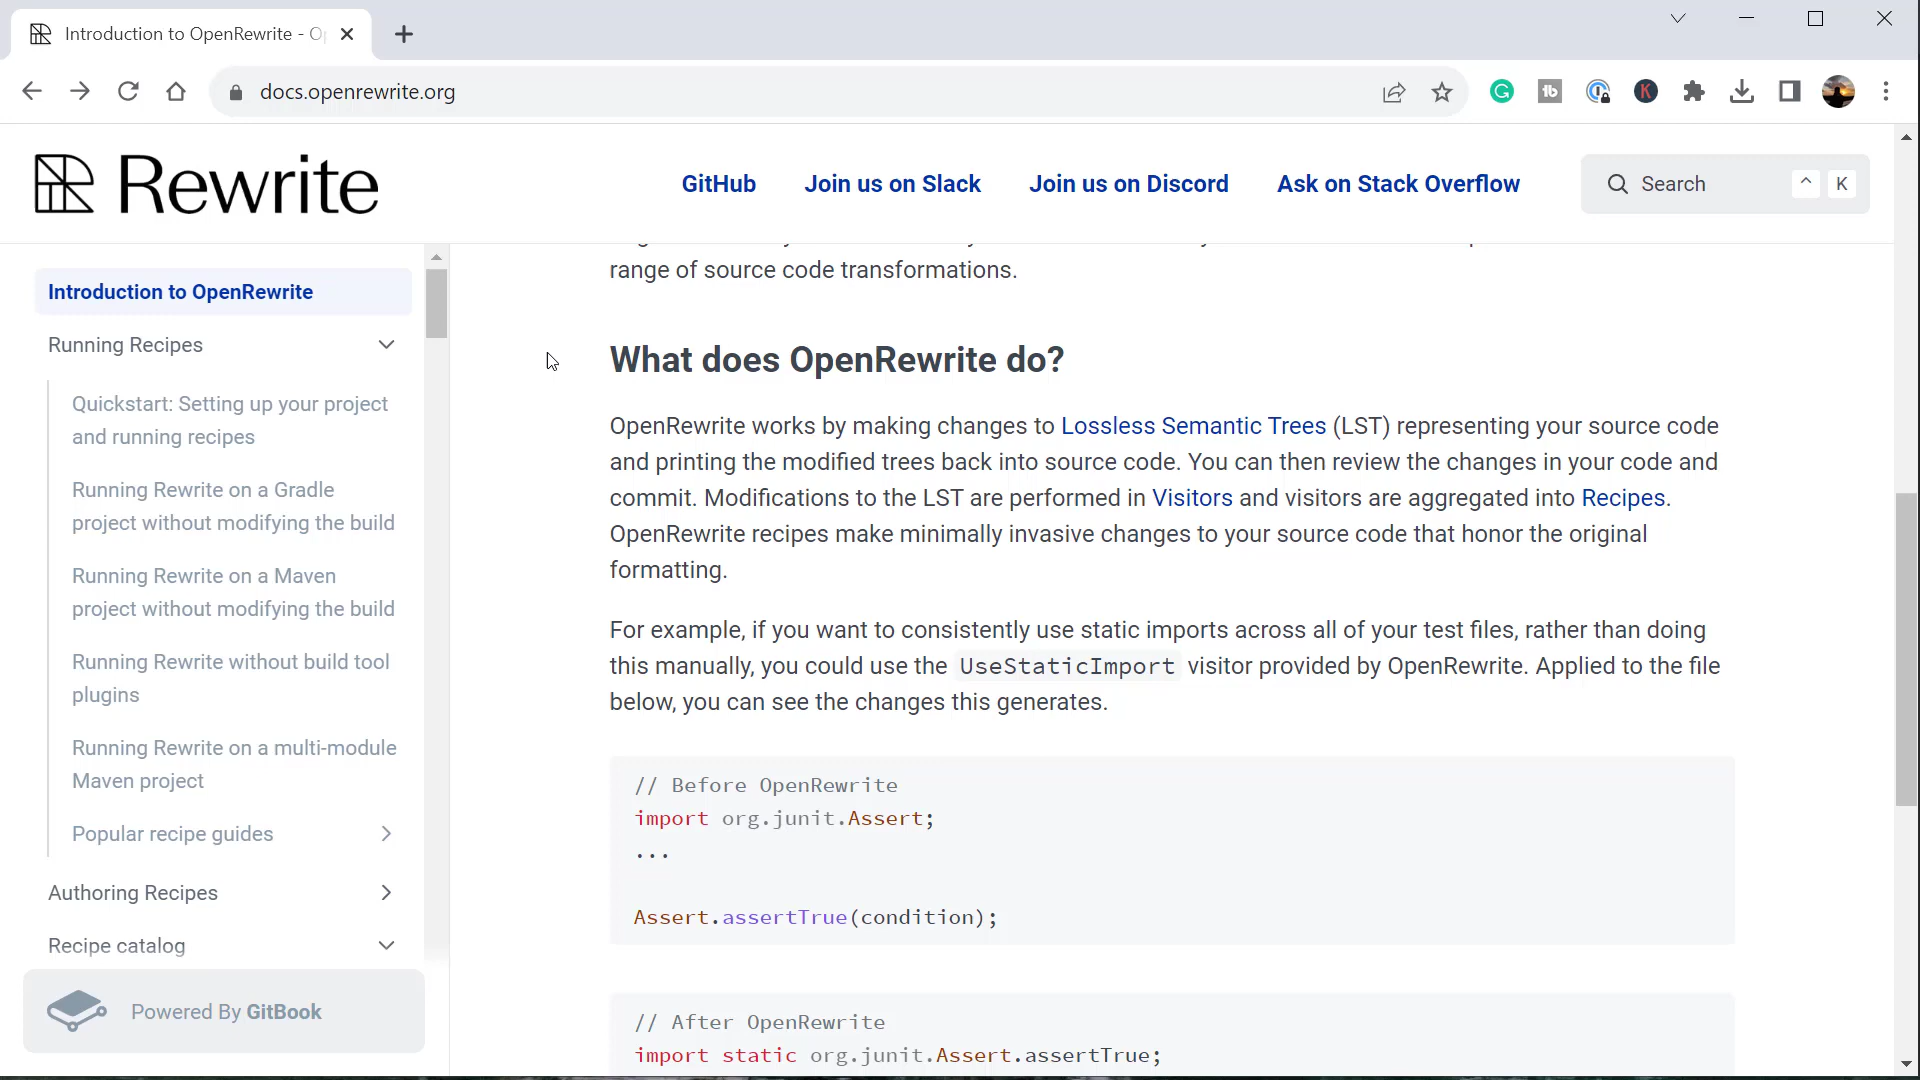 Introduction to OpenRewrite - Op
docs.openrewrite.org
Rewrite
GitHub
Join us on Slack
Join us on Discord
Ask on Stack Overflow
Search
^ K
Introduction to OpenRewrite
Running Recipes
Quickstart: Setting up your project
and running recipes
Running Rewrite on a Gradle
project without modifying the build
Running Rewrite on a Maven
project without modifying the build
Running Rewrite without build tool
plugins
Running Rewrite on a multi-module
Maven project
Popular recipe guides
Authoring Recipes
Recipe catalog
Powered By GitBook
range of source code transformations.
What does OpenRewrite do?
OpenRewrite works by making changes to Lossless Semantic Trees (LST) representing your source code
and printing the modified trees back into source code. You can then review the changes in your code and
commit. Modifications to the LST are performed in Visitors and visitors are aggregated into Recipes.
OpenRewrite recipes make minimally invasive changes to your source code that honor the original
formatting.
For example, if you want to consistently use static imports across all of your test files, rather than doing
this manually, you could use the UseStaticImport visitor provided by OpenRewrite. Applied to the file
below, you can see the changes this generates.
// Before OpenRewrite
import org.junit.Assert;
...
Assert.assertTrue(condition);
// After OpenRewrite
import static org.junit.Assert.assertTrue;